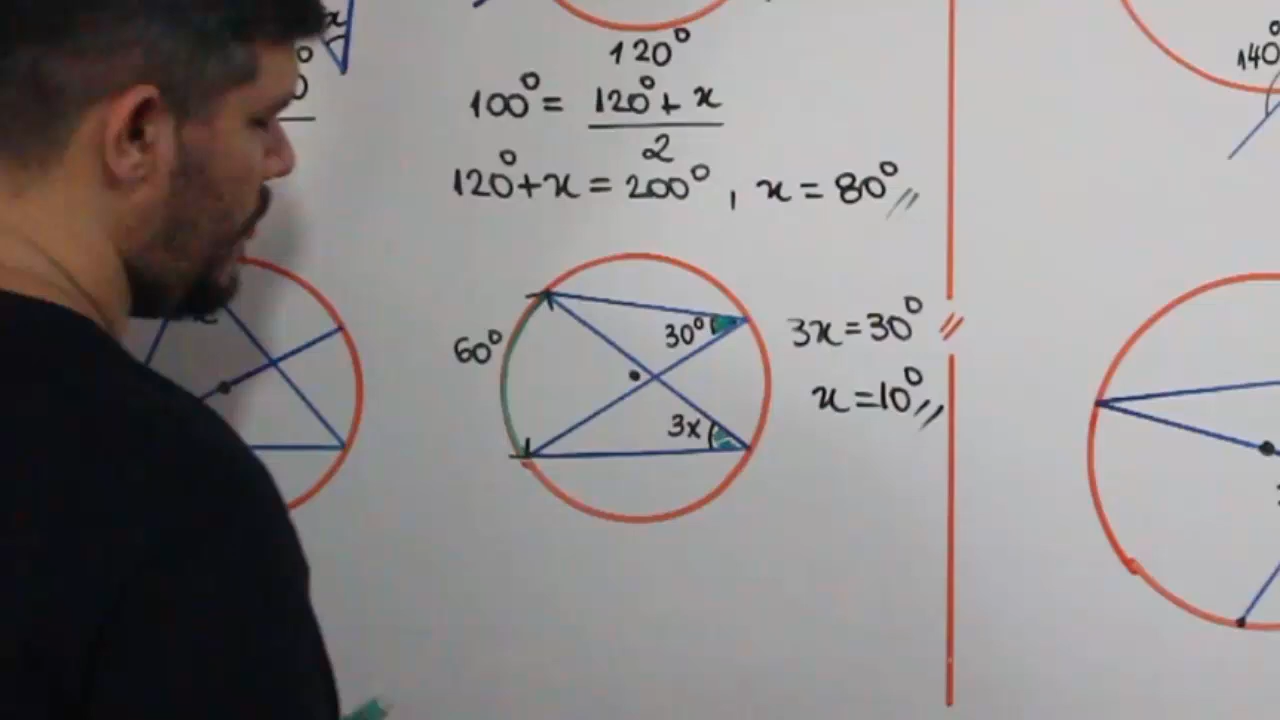 x
120°
100° = 120° + x
2
120° + x = 200° , x = 80° //
60°
30°
3x
3x = 30° //
x = 10° //
140°